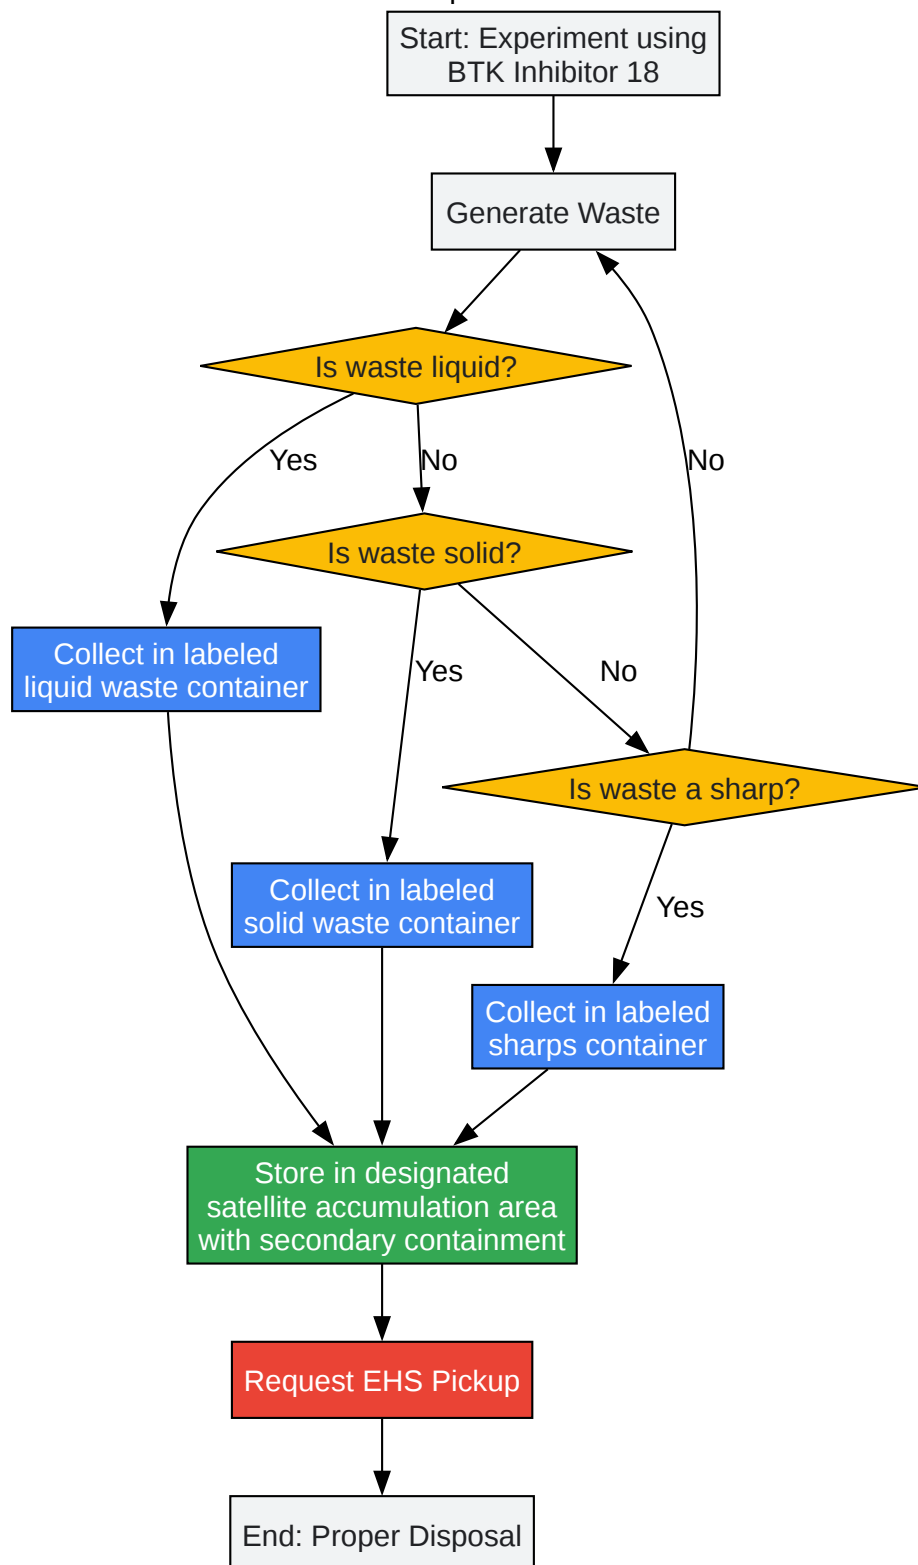 Start: Experiment using
BTK Inhibitor 18
Generate Waste
Is waste liquid?
Yes
No
No
Is waste solid?
Collect in labeled
liquid waste container
Yes
No
Is waste a sharp?
Collect in labeled
solid waste container
Yes
Collect in labeled
sharps container
Store in designated
satellite accumulation area
with secondary containment
Request EHS Pickup
End: Proper Disposal